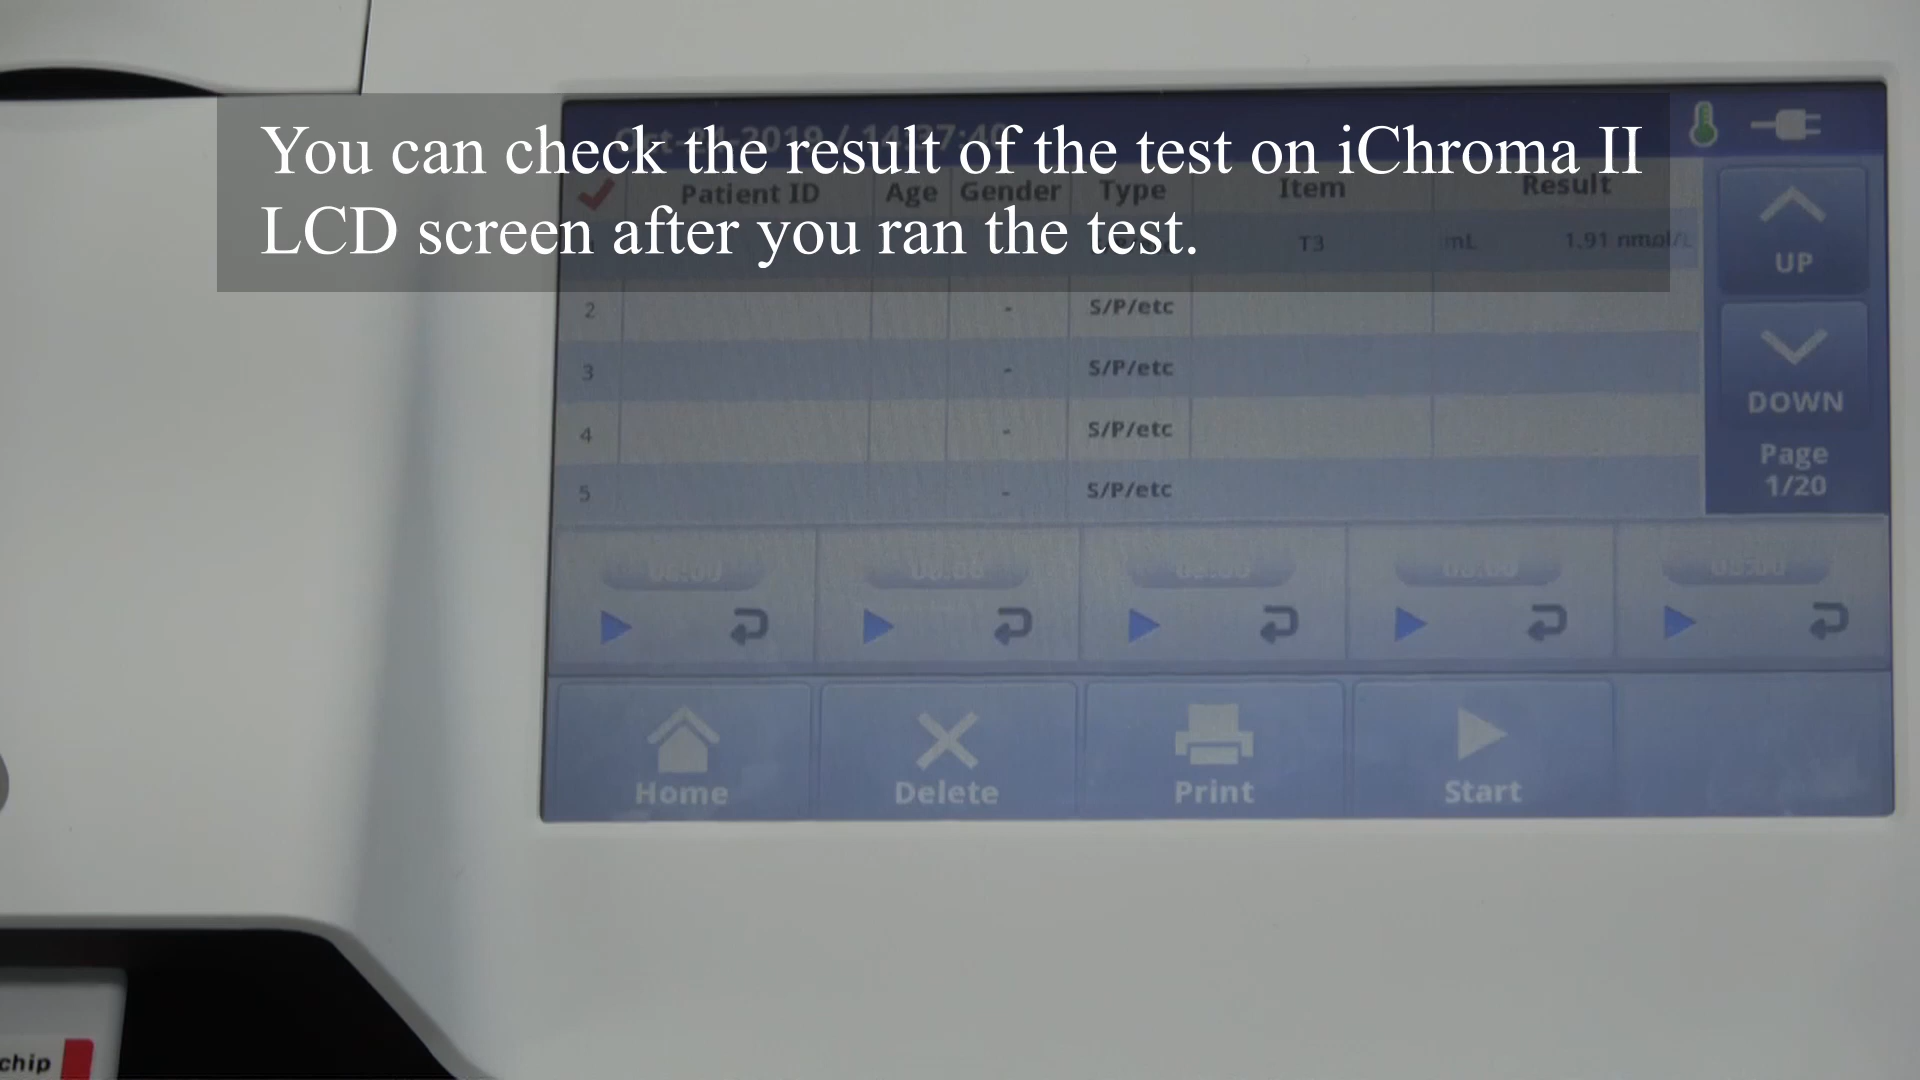 You can check the result of the test on iChroma II
LCD screen after you ran the test.
Patient ID Age Gender Type Item Result
T3 mL 1.91 nmol/L
2 - S/P/etc
3 - S/P/etc
4 - S/P/etc
5 - S/P/etc
UP
DOWN
Page
1/20
Home Delete Print Start
chip